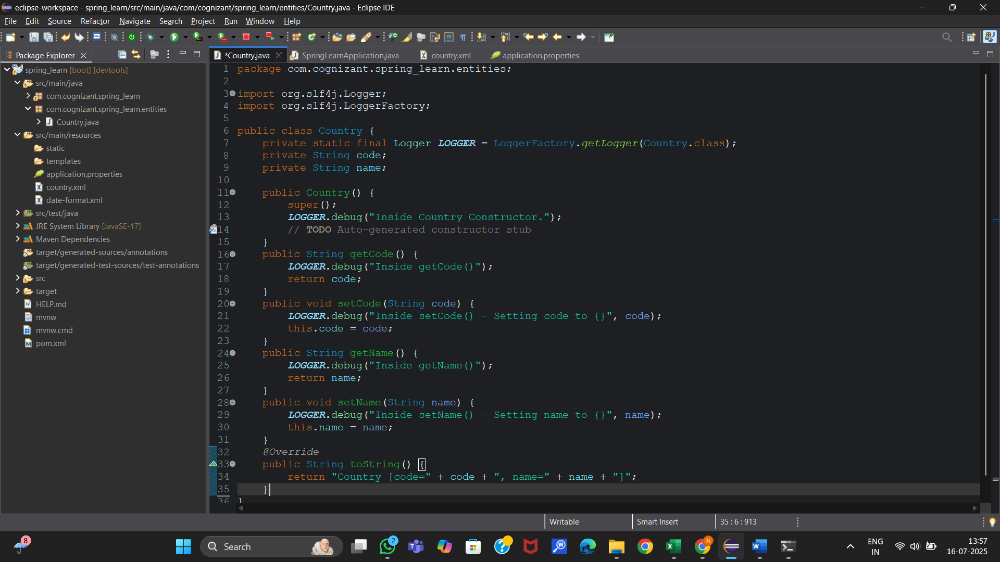 eclipse-workspace - spring_learn/src/main/java/com/cognizant/spring_learn/entities/Country.java - Eclipse IDE
File Edit Source Refactor Navigate Search Project Run Window Help
Package Explorer
spring_learn [boot] [devtools]
src/main/java
com.cognizant.spring_learn
com.cognizant.spring_learn.entities
Country.java
src/main/resources
static
templates
application.properties
country.xml
date-format.xml
src/test/java
JRE System Library [JavaSE-17]
Maven Dependencies
target/generated-sources/annotations
target/generated-test-sources/test-annotations
src
target
HELP.md
mvnw
mvnw.cmd
pom.xml
*Country.java SpringLearnApplication.java country.xml application.properties
1 package com.cognizant.spring_learn.entities;
2
3 import org.slf4j.Logger;
4 import org.slf4j.LoggerFactory;
5
6 public class Country {
7 private static final Logger LOGGER = LoggerFactory.getLogger(Country.class);
8 private String code;
9 private String name;
10
11 public Country() {
12 super();
13 LOGGER.debug("Inside Country Constructor.");
14 // TODO Auto-generated constructor stub
15 }
16 public String getCode() {
17 LOGGER.debug("Inside getCode()");
18 return code;
19 }
20 public void setCode(String code) {
21 LOGGER.debug("Inside setCode() - Setting code to {}", code);
22 this.code = code;
23 }
24 public String getName() {
25 LOGGER.debug("Inside getName()");
26 return name;
27 }
28 public void setName(String name) {
29 LOGGER.debug("Inside setName() - Setting name to {}", name);
30 this.name = name;
31 }
32 @Override
33 public String toString() {
34 return "Country [code=" + code + ", name=" + name + "]";
35 }
36 }
Writable Smart Insert 35 : 6 : 913
8 Search 2 N ENG IN 13:57 16-07-2025